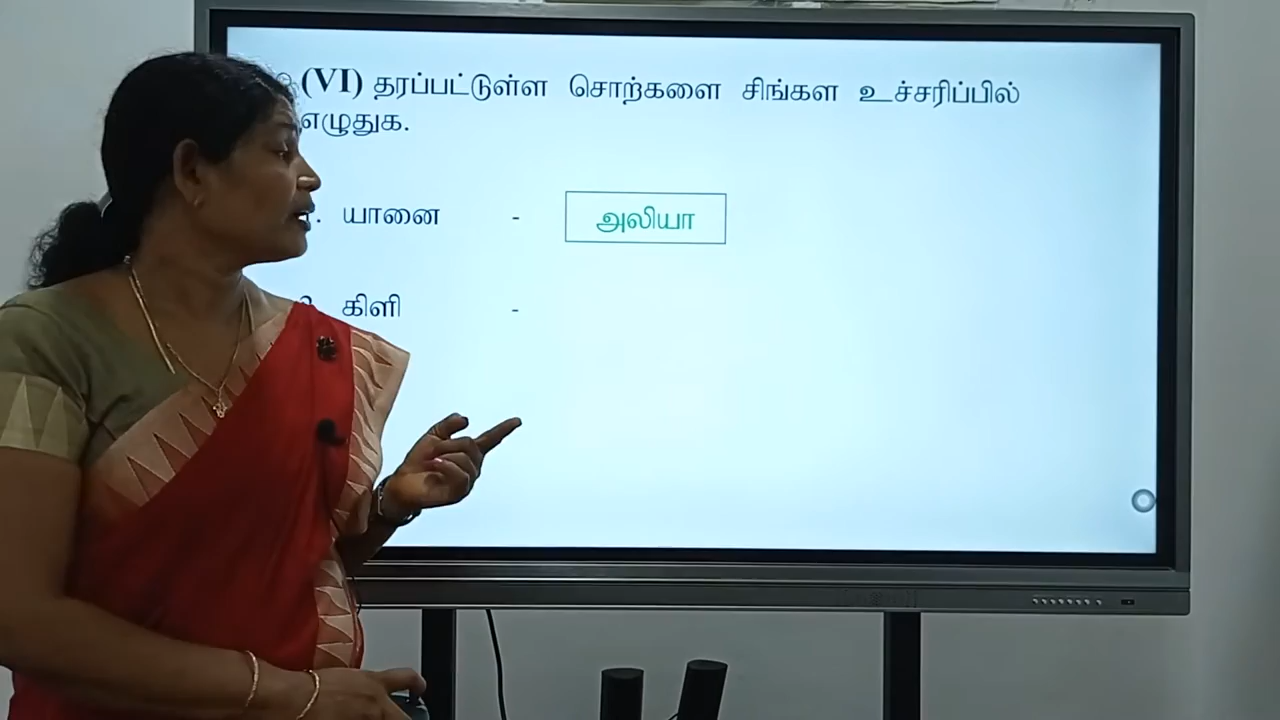 (VI) தரப்பட்டுள்ள சொற்களை சிங்கள உச்சரிப்பில்
எழுதுக.
யானை - அலியா
கிளி -